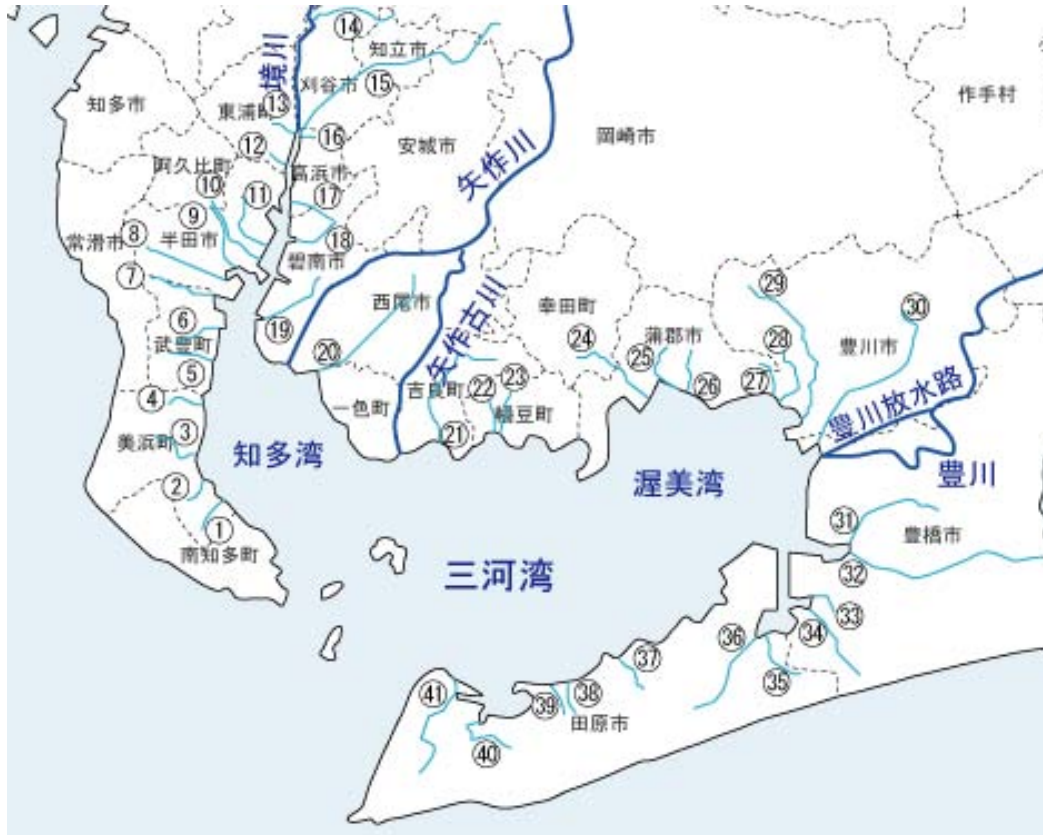 ⑭
知立市
境川
刈谷市
⑮
知多市
東浦町
⑬
作手村
⑯
安城市
岡崎市
⑫
矢作川
阿久比町
高浜市
⑩
⑪
⑰
⑨
半田市
⑱
常滑市
⑧
碧南市
⑦
西尾市
矢作古川
幸田町
㉙
㉚
⑥
武豊町
⑲
⑳
㉔
蒲郡市
㉕
㉘
豊川市
⑤
吉良町
㉒
㉓
㉖
㉗
豊川放水路
④
一色町
幡豆町
③
美浜町
㉑
知多湾
渥美湾
豊川
②
①
㉛
豊橋市
南知多町
三河湾
㉜
㉝
㊱
㉞
㊲
㉟
㊶
㊴
㊳
田原市
㊵